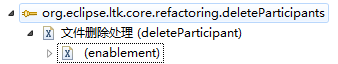 org.eclipse.ltk.core.refactoring.deleteParticipants
文件删除处理 (deleteParticipant)
(enablement)